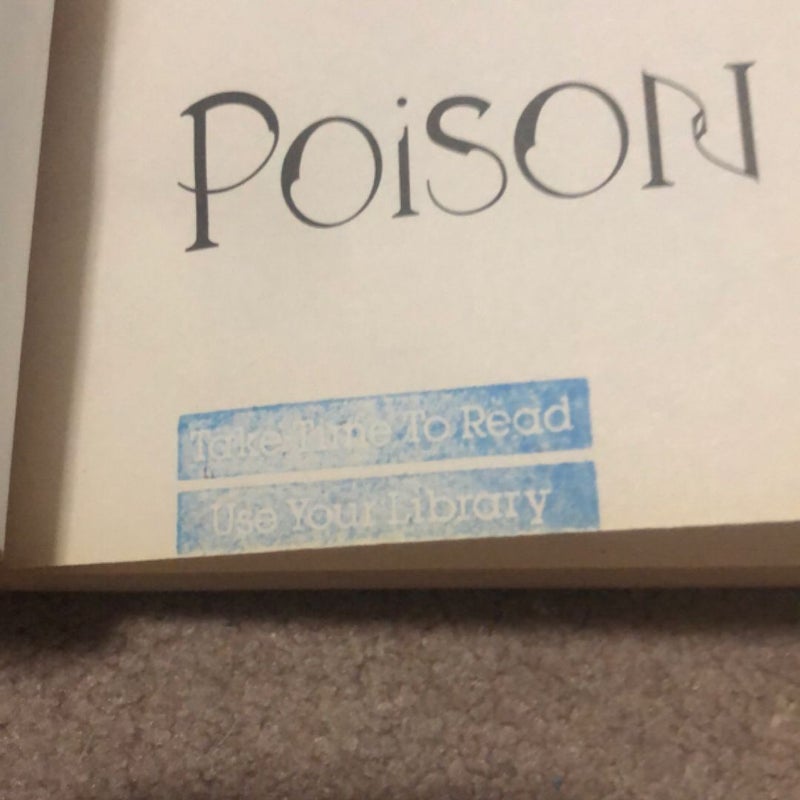 POiSON
Take Time To Read
Use Your Library